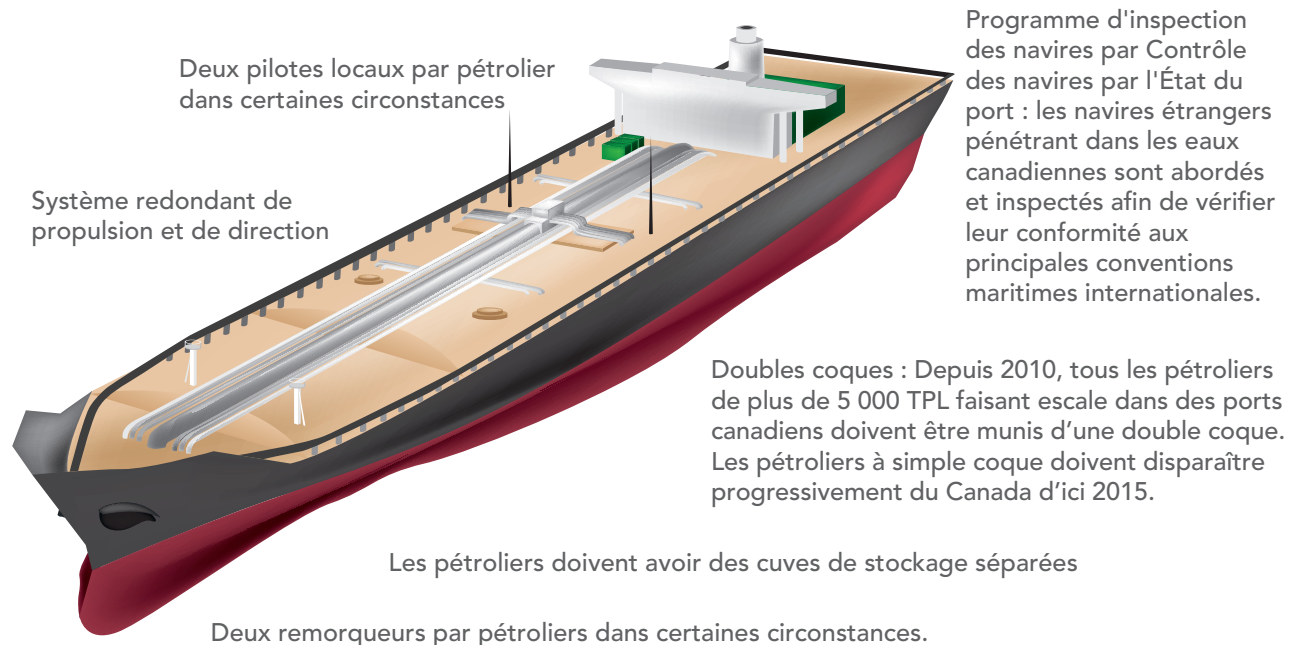 Deux pilotes locaux par pétrolier
dans certaines circonstances
Système redondant de
propulsion et de direction
Programme d'inspection
des navires par Contrôle
des navires par l'État du
port : les navires étrangers
pénétrant dans les eaux
canadiennes sont abordés
et inspectés afin de vérifier
leur conformité aux
principales conventions
maritimes internationales.
Doubles coques : Depuis 2010, tous les pétroliers
de plus de 5 000 TPL faisant escale dans des ports
canadiens doivent être munis d’une double coque.
Les pétroliers à simple coque doivent disparaître
progressivement du Canada d’ici 2015.
Les pétroliers doivent avoir des cuves de stockage séparées
Deux remorqueurs par pétroliers dans certaines circonstances.